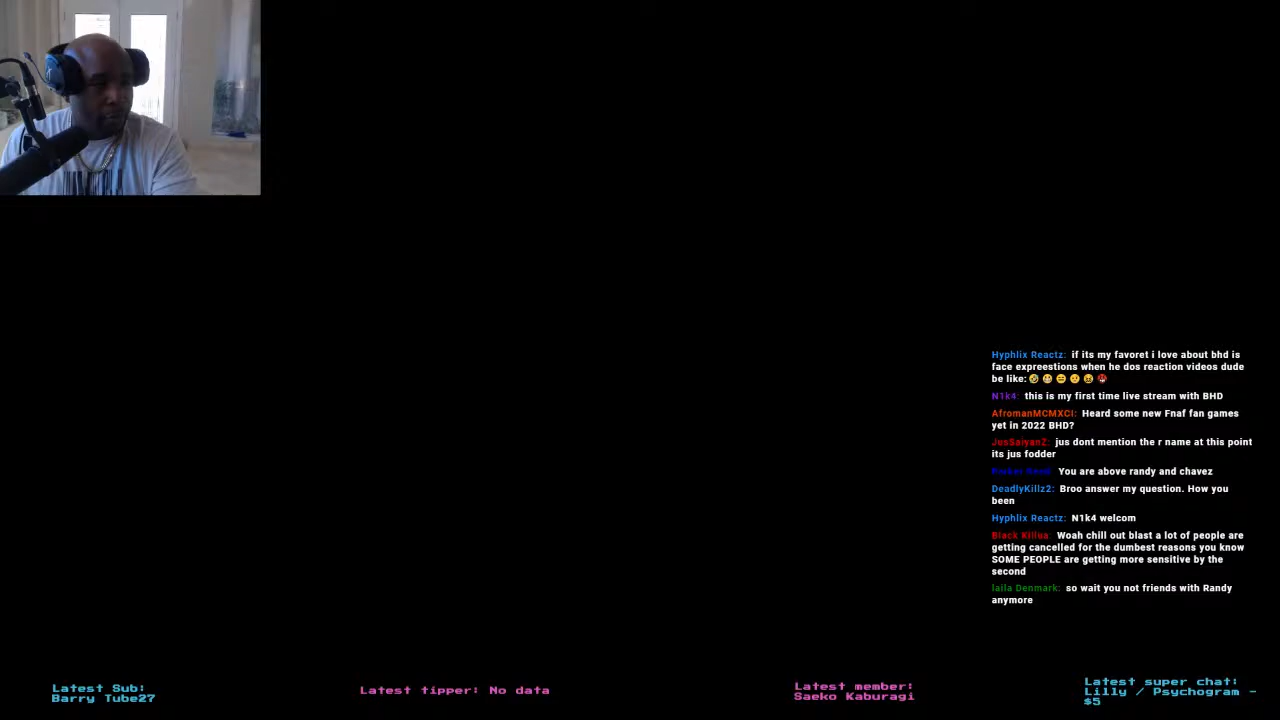 Hyphlix Reactz: if its my favoret i love about bhd is
face expreestions when he dos reaction videos dude
be like: 🤣 😬 😑 🤨 😖 🤬
N1k4: this is my first time live stream with BHD
AfromanMCMXCI: Heard some new Fnaf fan games
yet in 2022 BHD?
JusSaiyanZ: jus dont mention the r name at this point
its jus fodder
You are above randy and chavez
DeadlyKillz2: Broo answer my question. How you
been
Hyphlix Reactz: N1k4 welcom
Black Killua: Woah chill out blast a lot of people are
getting cancelled for the dumbest reasons you know
SOME PEOPLE are getting more sensitive by the
second
laila Denmark: so wait you not friends with Randy
anymore
Latest Sub:
Barry Tube27
Latest tipper: No data
Latest member:
Saeko Kaburagi
Latest super chat:
Lilly / Psychogram -
$5